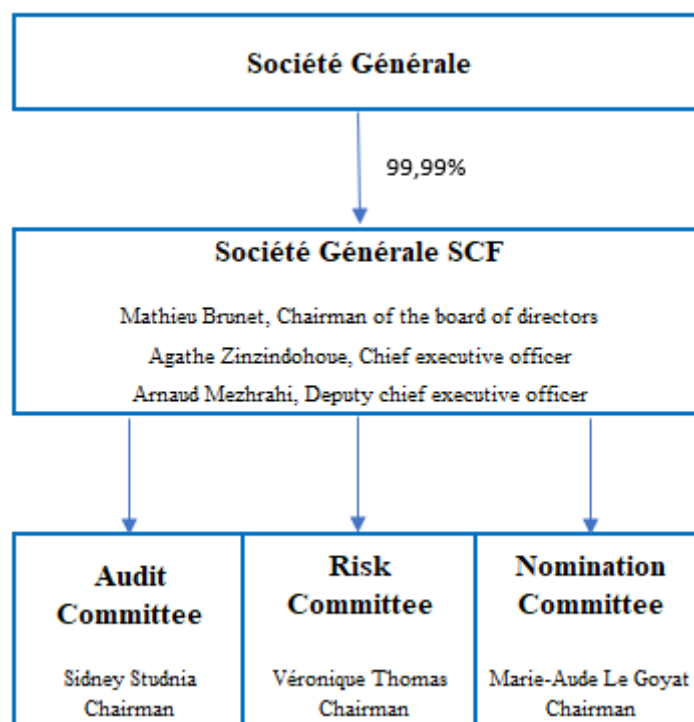 Société Générale
99,99%
Société Générale SCF
Mathieu Brunet, Chairman of the board of directors
Agathe Zinzindohoue, Chief executive officer
Arnaud Mezhrahi, Deputy chief executive officer
Audit
Committee
Sidney Studnia
Chairman
Risk
Committee
Véronique Thomas
Chairman
Nomination
Committee
Marie-Aude Le Goyat
Chairman